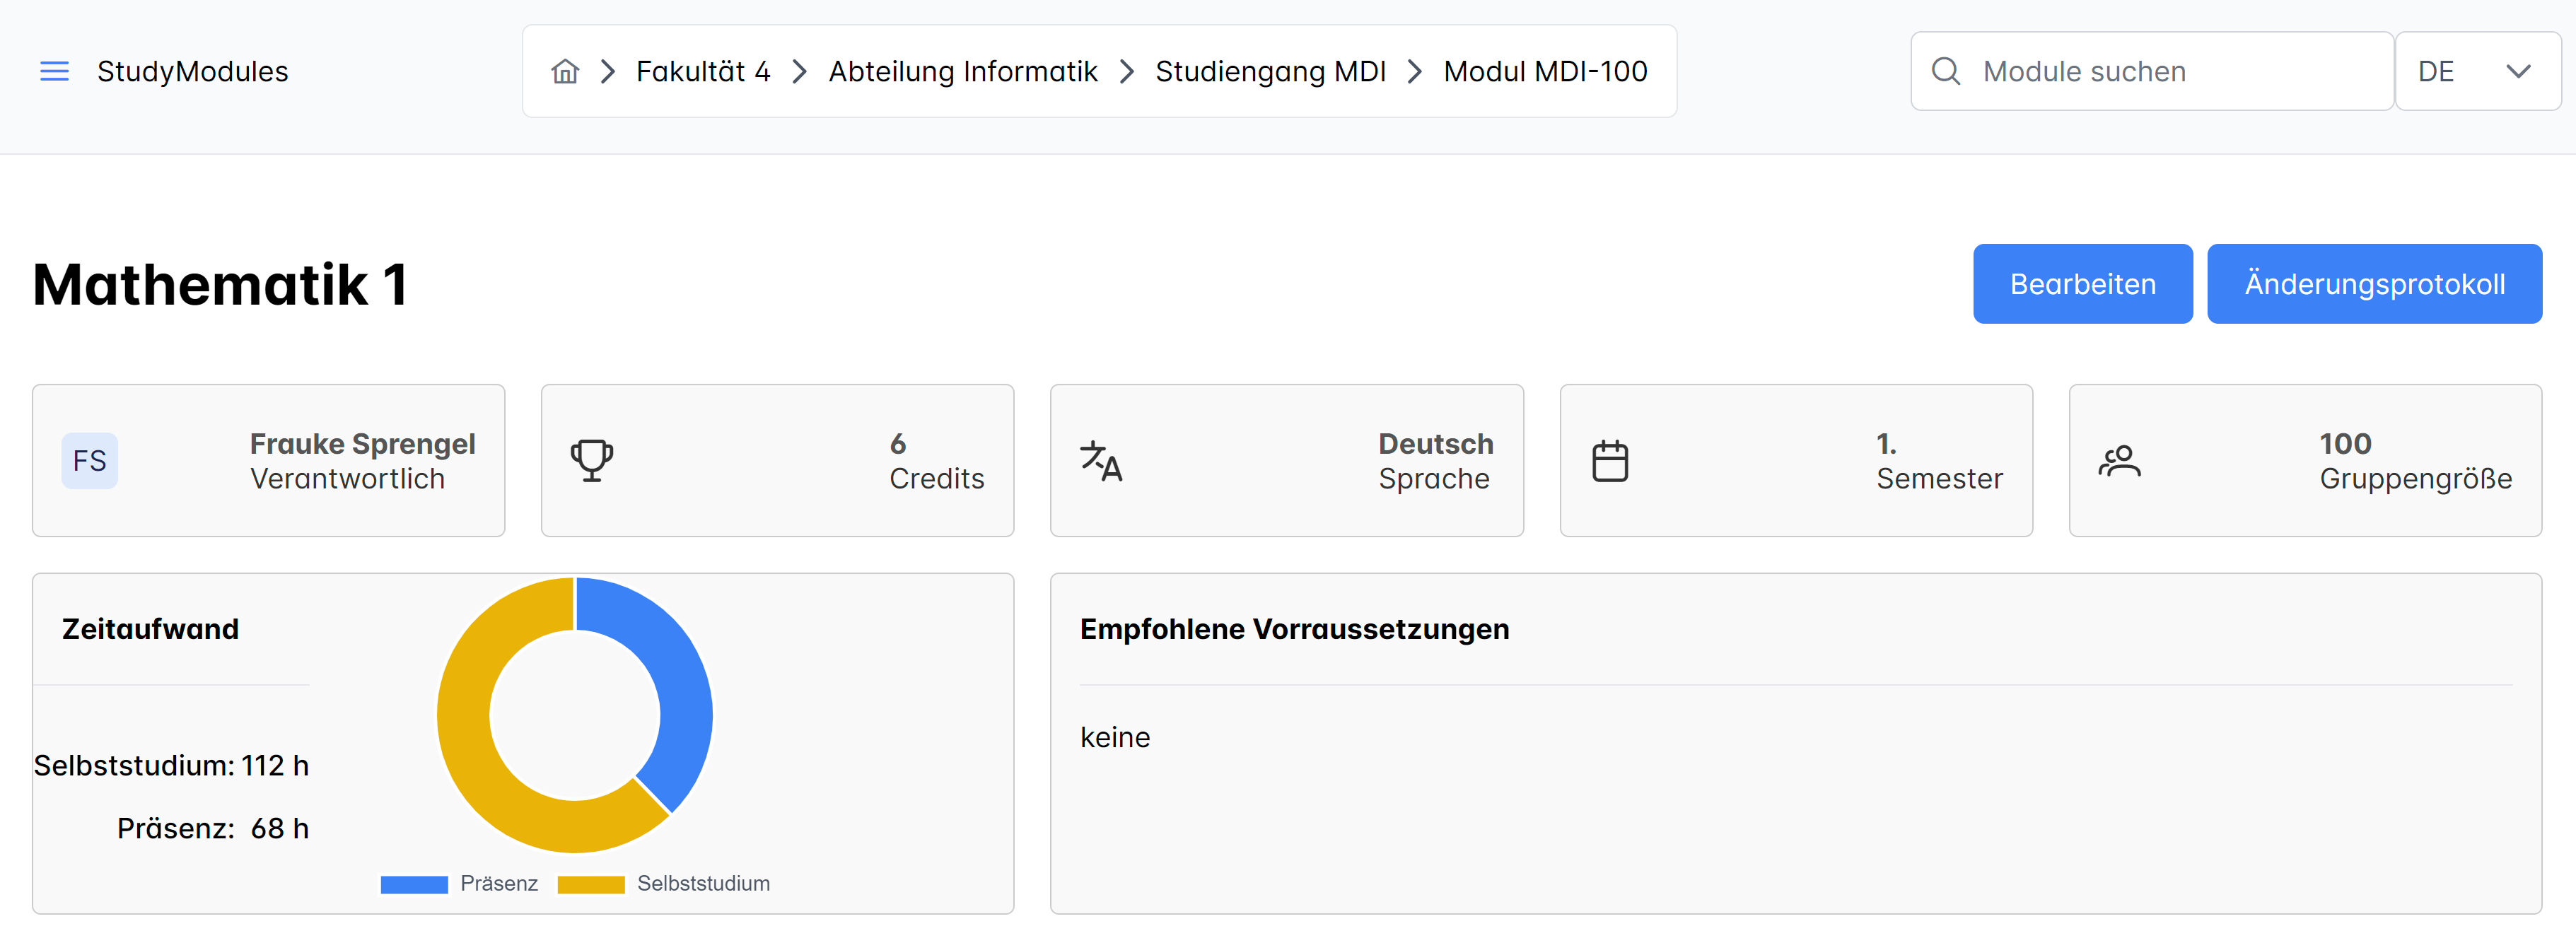 StudyModules
Fakultät 4 Abteilung Informatik Studiengang MDI Modul MDI-100
Module suchen
DE
Mathematik 1
Bearbeiten
Änderungsprotokoll
FS
Frauke Sprengel
Verantwortlich
6
Credits
Deutsch
Sprache
1.
Semester
100
Gruppengröße
Zeitaufwand
Selbststudium: 112 h
Präsenz: 68 h
Präsenz Selbststudium
Empfohlene Vorraussetzungen
keine